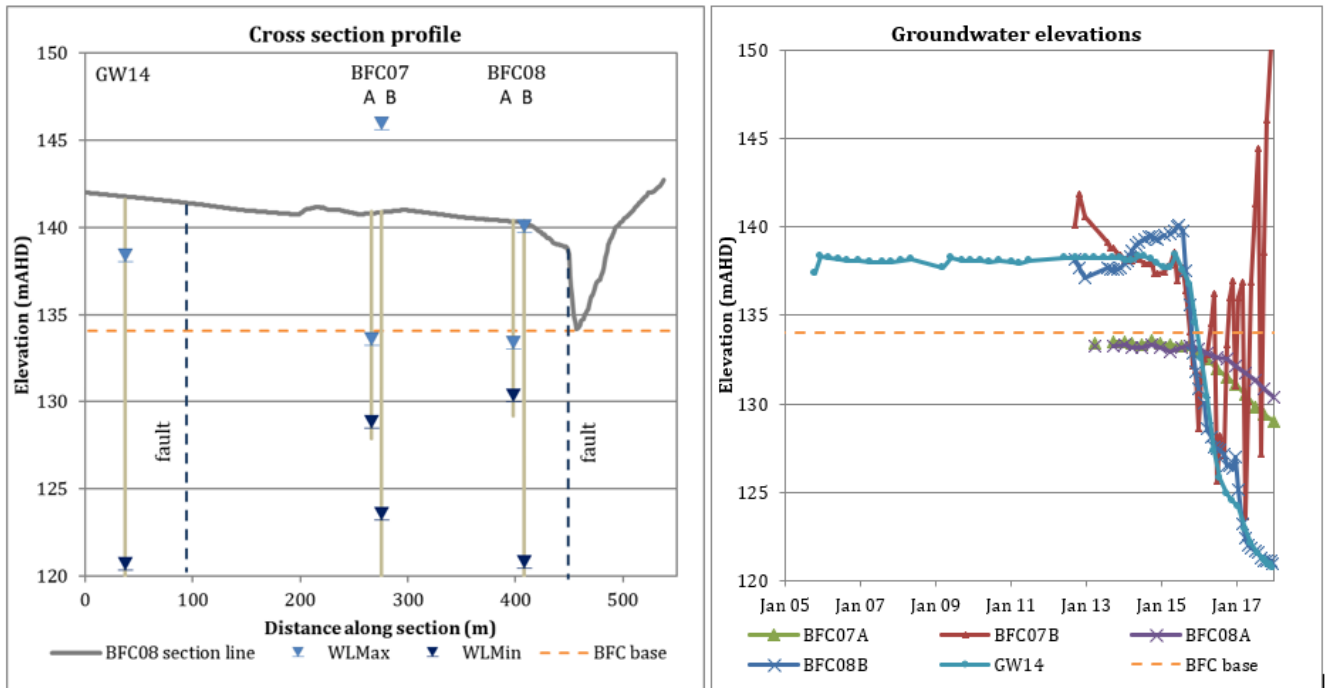 Cross section profile
150
145
140
135
130
125
120
Elevation (mAHD)
GW14
BFC07
A B
BFC08
A B
fault
fault
0 100 200 300 400 500
Distance along section (m)
BFC08 section line WLMax WLMin BFC base
Groundwater elevations
150
145
140
135
130
125
120
Elevation (mAHD)
Jan 05 Jan 07 Jan 09 Jan 11 Jan 13 Jan 15 Jan 17
BFC07A BFC07B BFC08A
BFC08B GW14 BFC base